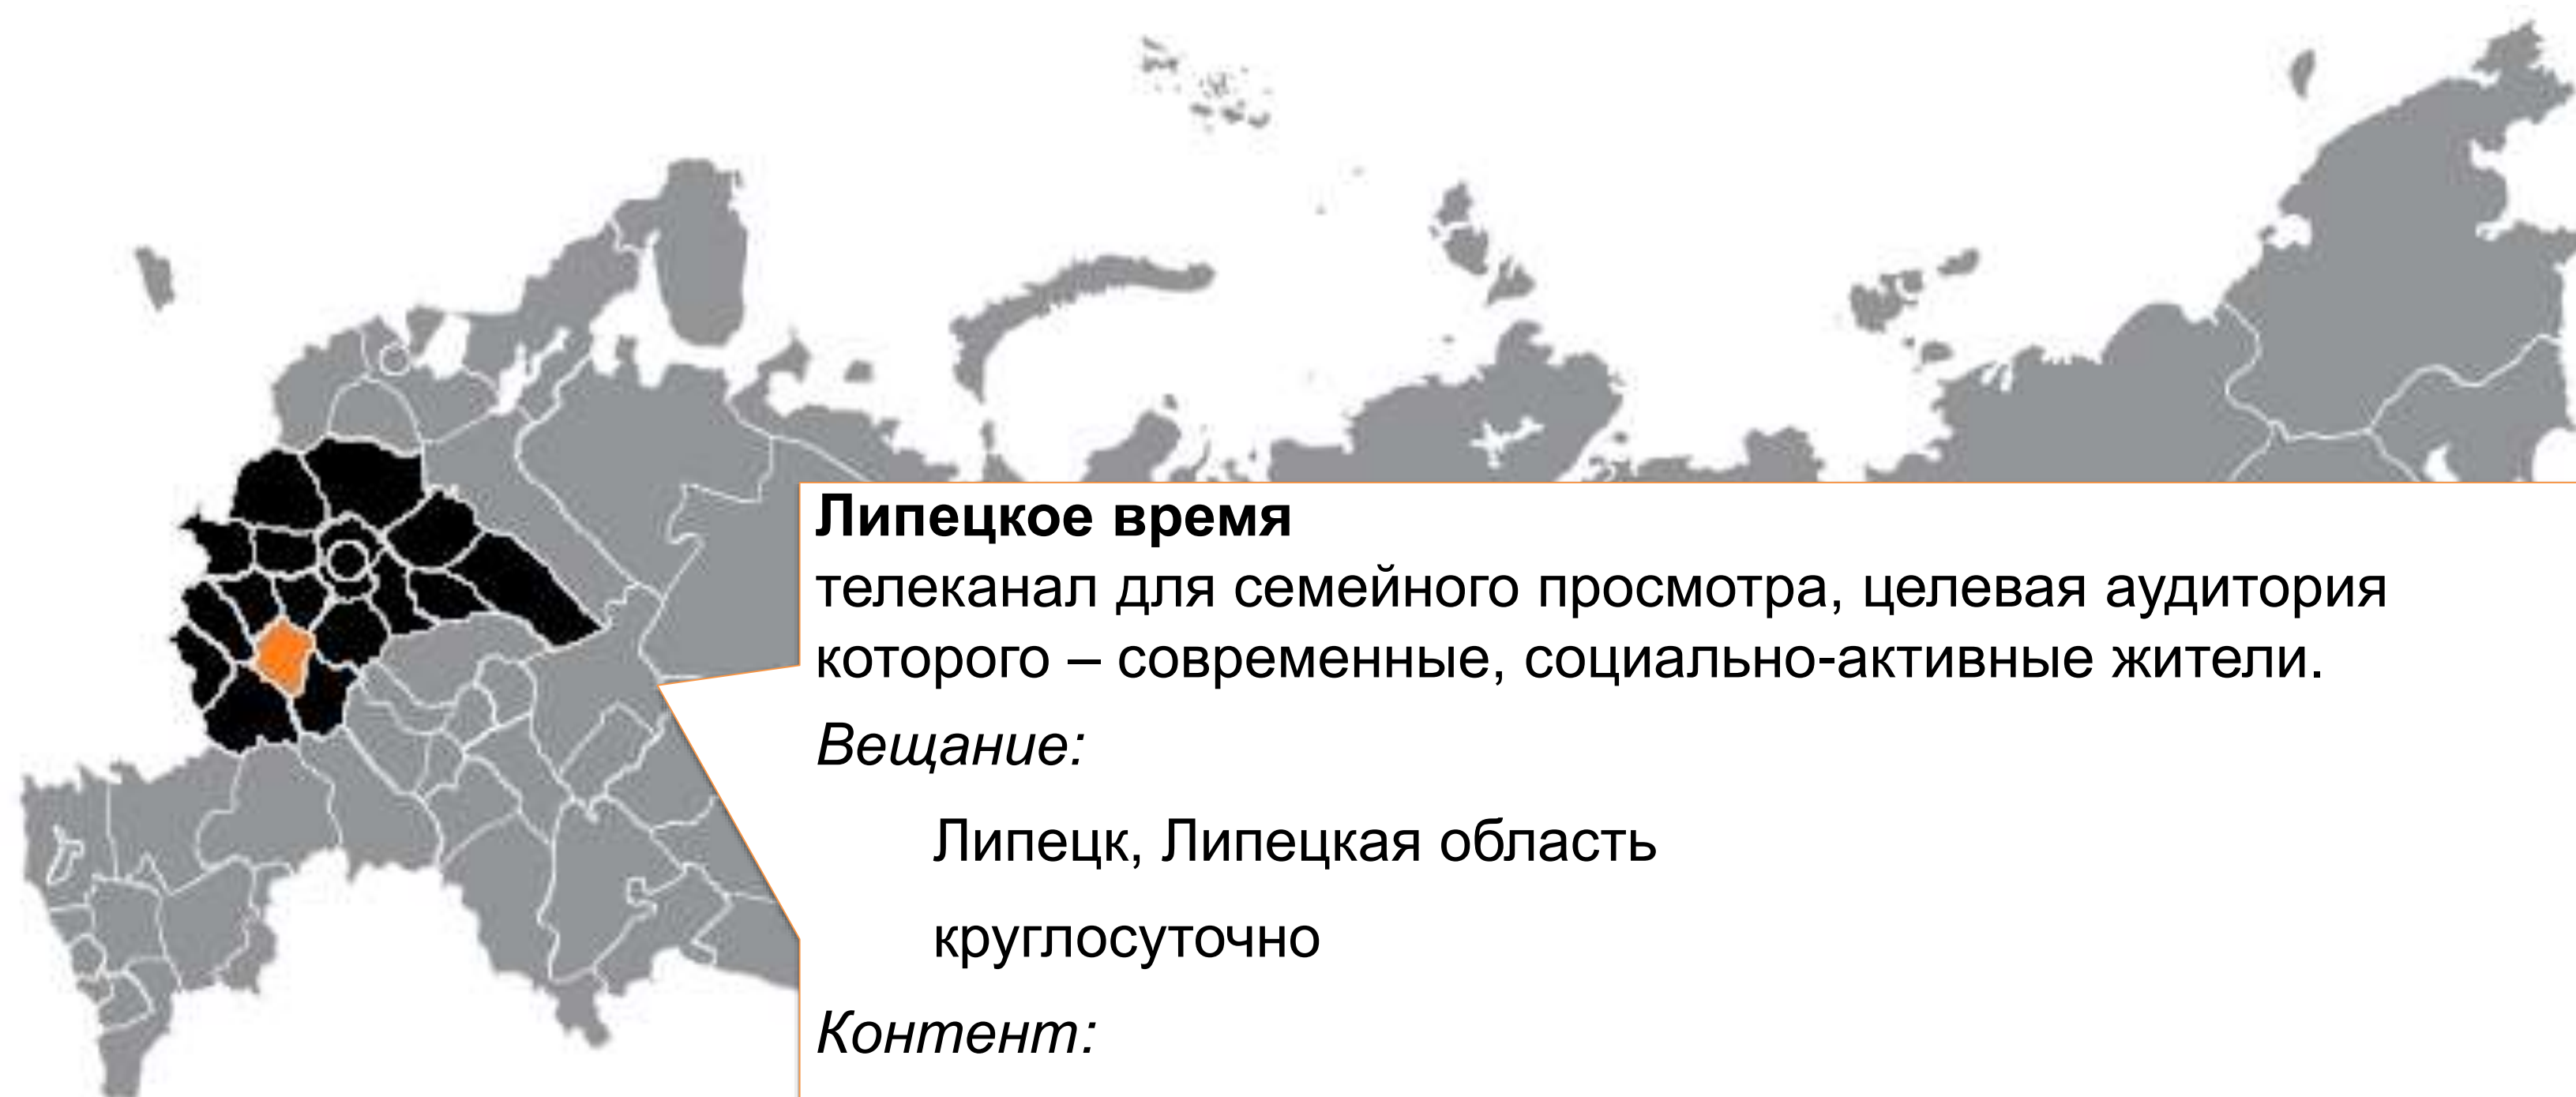 Липецкое время
телеканал для семейного просмотра, целевая аудитория
которого – современные, социально-активные жители.
Вещание:
Липецк, Липецкая область
круглосуточно
Контент: